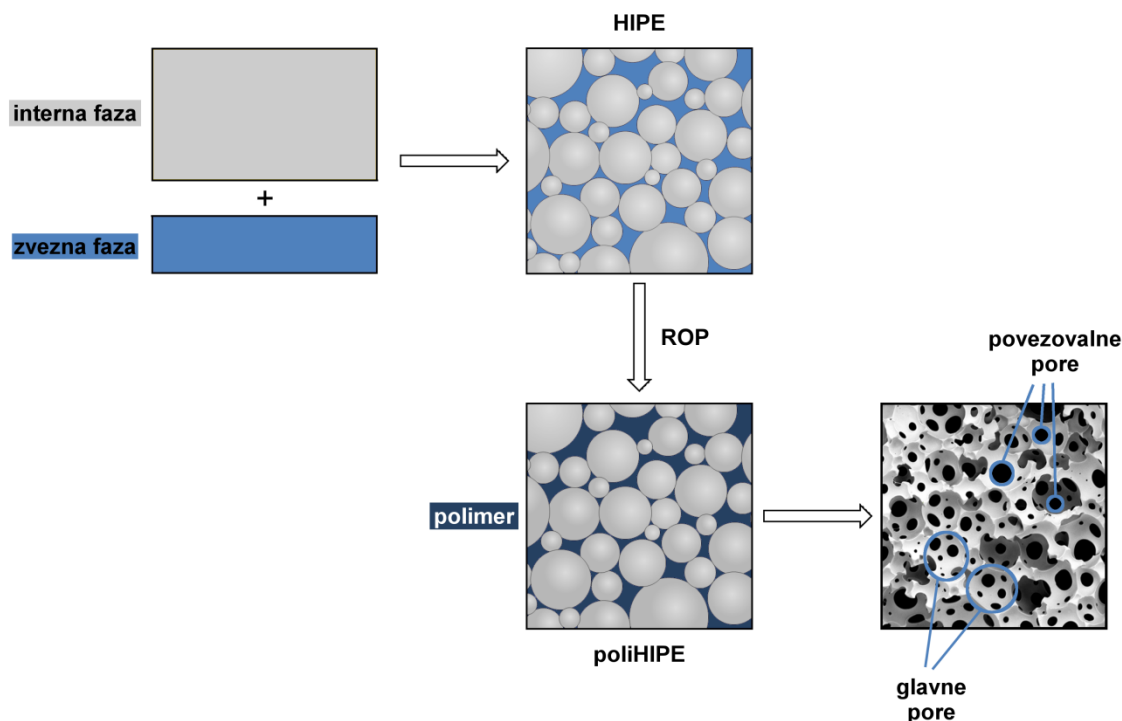 HIPE
interna faza
+
zvezna faza
ROP
povezovalne
pore
polimer
poliHIPE
glavne
pore